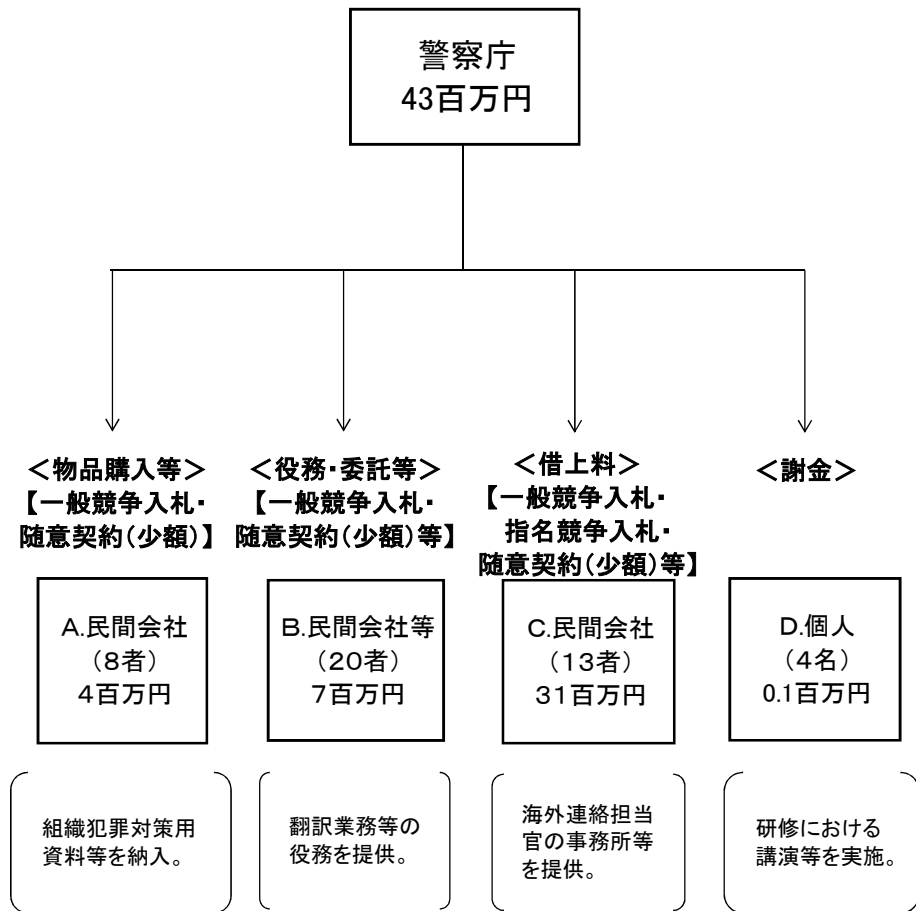 警察庁
43百万円
＜物品購入等＞
【一般競争入札・
随意契約（少額）】
＜役務・委託等＞
【一般競争入札・
随意契約（少額）等】
＜借上料＞
【一般競争入札・
指名競争入札・
随意契約（少額）等】
＜謝金＞
A.民間会社
（8者）
4百万円
B.民間会社等
（20者）
7百万円
C.民間会社
（13者）
31百万円
D.個人
（4名）
0.1百万円
組織犯罪対策用
資料等を納入。
翻訳業務等の
役務を提供。
海外連絡担当
官の事務所等
を提供。
研修における
講演等を実施。